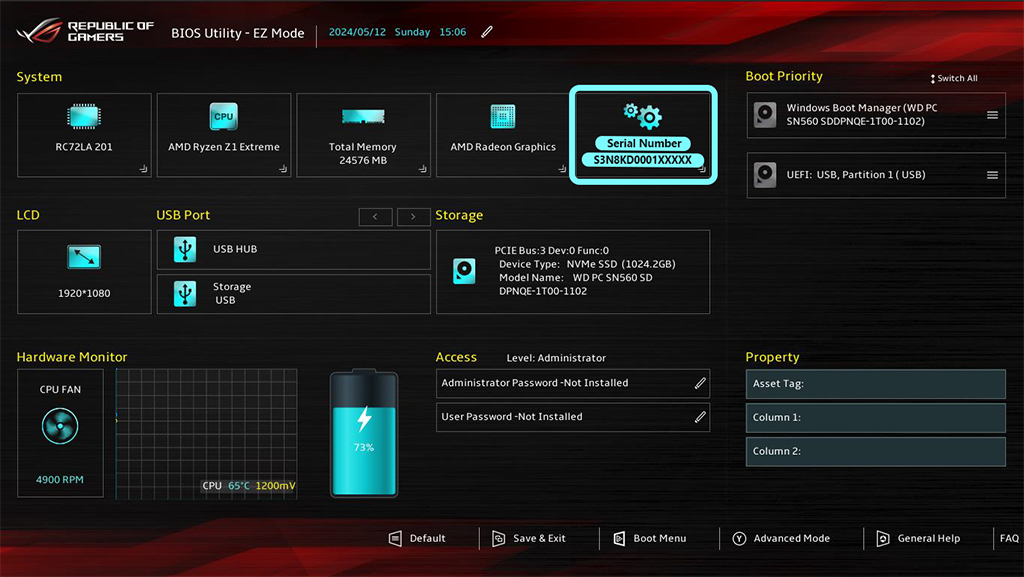 REPUBLIC OF
GAMERS
BIOS Utility - EZ Mode
2024/05/12 Sunday 15:06
System
RC72LA 201
CPU
AMD Ryzen Z1 Extreme
Total Memory
24576 MB
AMD Radeon Graphics
Serial Number
S3N8KD0001XXXXX
Boot Priority
Switch All
Windows Boot Manager (WD PC
SN560 SDDPNQE-1T00-1102)
UEFI: USB, Partition 1 ( USB)
LCD
1920*1080
USB Port
<
>
USB HUB
Storage
USB
Storage
PCIE Bus:3 Dev:0 Func:0
Device Type: NVMe SSD (1024.2GB)
Model Name: WD PC SN560 SD
DPNQE-1T00-1102
Hardware Monitor
CPU FAN
4900 RPM
CPU 65°C 1200mV
73%
Access
Level: Administrator
Administrator Password -Not Installed
User Password -Not Installed
Property
Asset Tag:
Column 1:
Column 2:
Default
Save & Exit
Boot Menu
Y
Advanced Mode
General Help
FAQ